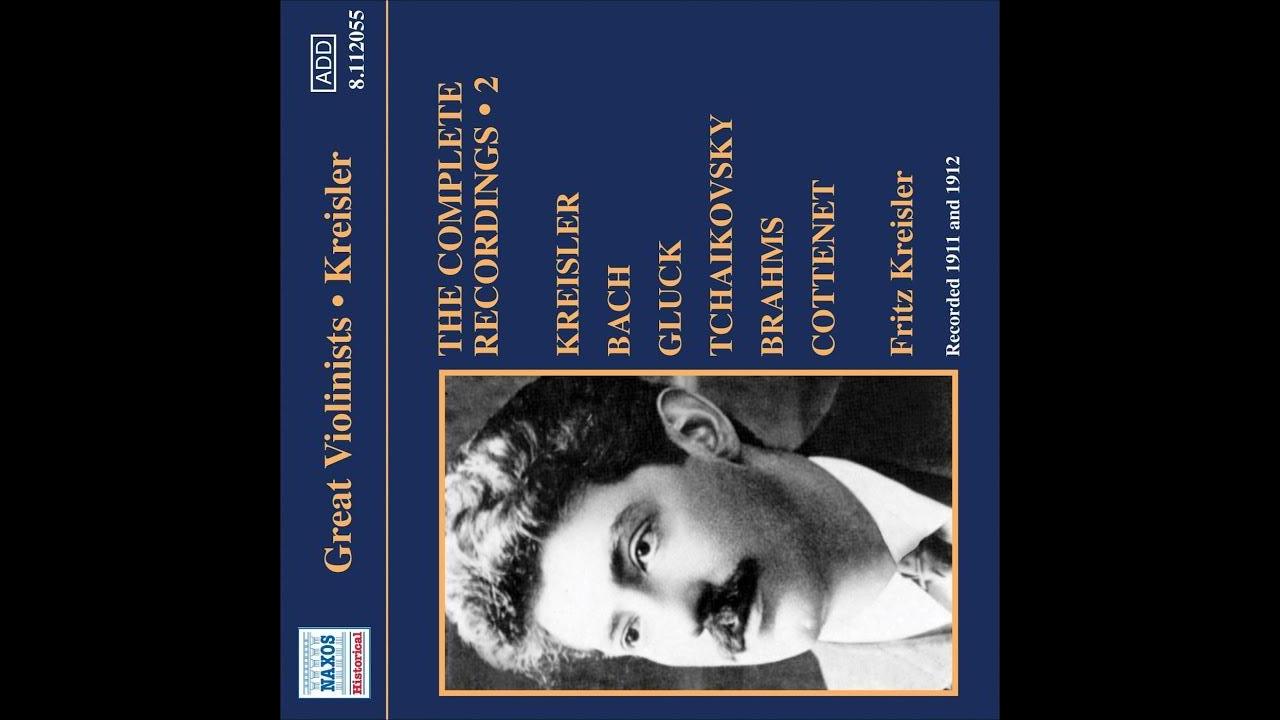 NAXOS
Historical
Great Violinists • Kreisler
ADD
8.112055
THE COMPLETE
RECORDINGS • 2
KREISLER
BACH
GLUCK
TCHAIKOVSKY
BRAHMS
COTTENET
Fritz Kreisler
Recorded 1911 and 1912